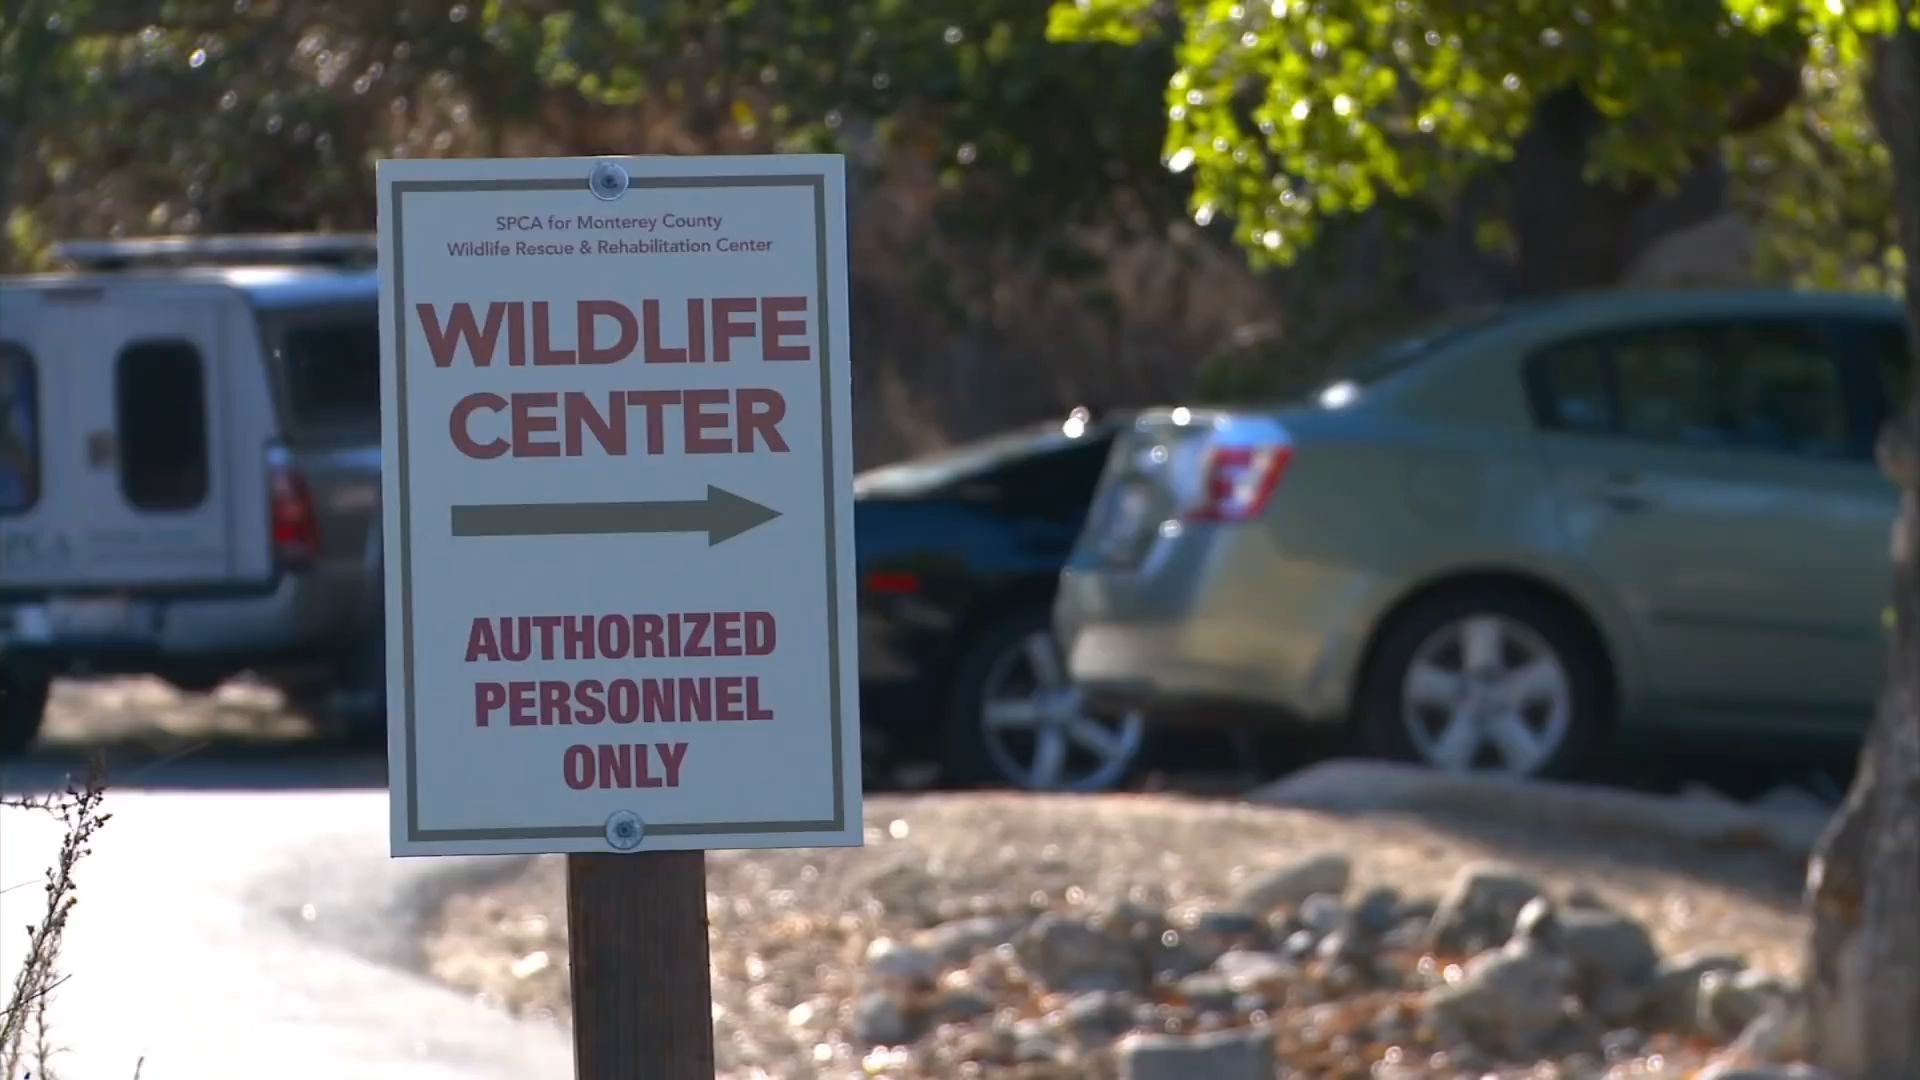 SPCA for Monterey County
Wildlife Rescue & Rehabilitation Center
WILDLIFE
CENTER
AUTHORIZED
PERSONNEL
ONLY